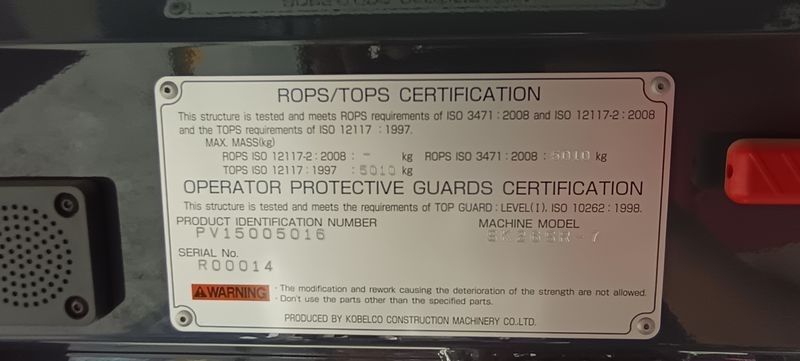 ROPS/TOPS CERTIFICATION
This structure is tested and meets ROPS requirements of ISO 3471 : 2008 and ISO 12117-2 : 2008
and the TOPS requirements of ISO 12117 : 1997.
MAX. MASS(kg)
ROPS ISO 12117-2 : 2008 : - kg ROPS ISO 3471 : 2008 : 5010 kg
TOPS ISO 12117 : 1997 : 5010 kg
OPERATOR PROTECTIVE GUARDS CERTIFICATION
This structure is tested and meets the requirements of TOP GUARD : LEVEL(I), ISO 10262 : 1998.
PRODUCT IDENTIFICATION NUMBER MACHINE MODEL
PV15005016 SK26SR-7
SERIAL No.
R00014
WARNING
· The modification and rework causing the deterioration of the strength are not allowed.
· Don't use the parts other than the specified parts.
PRODUCED BY KOBELCO CONSTRUCTION MACHINERY CO.,LTD.